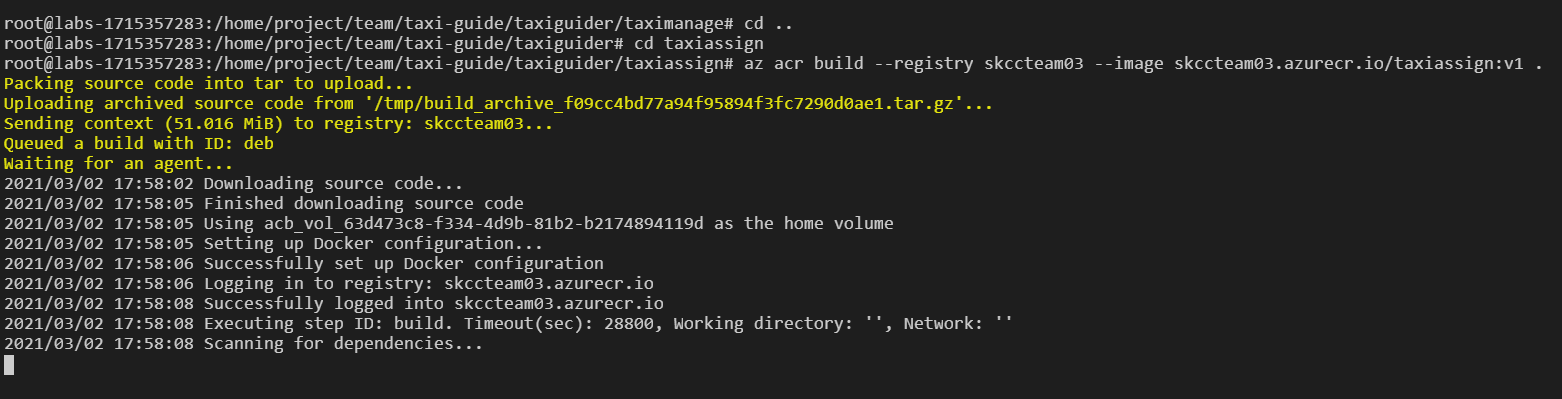 root@labs-1715357283:/home/project/team/taxi-guide/taxiguider/taximanage# cd ..
root@labs-1715357283:/home/project/team/taxi-guide/taxiguider# cd taxiassign
root@labs-1715357283:/home/project/team/taxi-guide/taxiguider/taxiassign# az acr build --registry skccteam03 --image skccteam03.azurecr.io/taxiassign:v1 .
Packing source code into tar to upload...
Uploading archived source code from '/tmp/build_archive_f09cc4bd77a94f95894f3fc7290d0ae1.tar.gz'...
Sending context (51.016 MiB) to registry: skccteam03...
Queued a build with ID: deb
Waiting for an agent...
2021/03/02 17:58:02 Downloading source code...
2021/03/02 17:58:05 Finished downloading source code
2021/03/02 17:58:05 Using acb_vol_63d473c8-f334-4d9b-81b2-b2174894119d as the home volume
2021/03/02 17:58:05 Setting up Docker configuration...
2021/03/02 17:58:06 Successfully set up Docker configuration
2021/03/02 17:58:06 Logging in to registry: skccteam03.azurecr.io
2021/03/02 17:58:08 Successfully logged into skccteam03.azurecr.io
2021/03/02 17:58:08 Executing step ID: build. Timeout(sec): 28800, Working directory: '', Network: ''
2021/03/02 17:58:08 Scanning for dependencies...